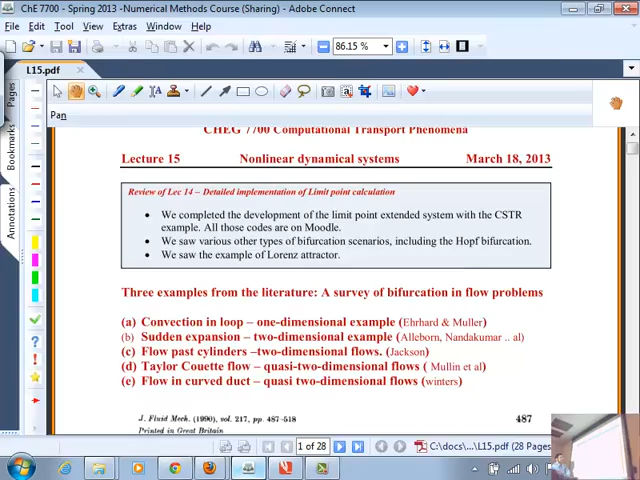 ChE 7700 - Spring 2013 -Numerical Methods Course (Sharing) - Adobe Connect
File Edit Tool View Extras Window Help
86.15%
L15.pdf
Pan
Pages
Bookmarks
Annotations
CHEG 7700 Computational Transport Phenomena
Lecture 15 Nonlinear dynamical systems March 18, 2013
Review of Lec 14 – Detailed implementation of Limit point calculation
• We completed the development of the limit point extended system with the CSTR
example. All those codes are on Moodle.
• We saw various other types of bifurcation scenarios, including the Hopf bifurcation.
• We saw the example of Lorenz attractor.
Three examples from the literature: A survey of bifurcation in flow problems
(a) Convection in loop – one-dimensional example (Ehrhard & Muller)
(b) Sudden expansion – two-dimensional example (Alleborn, Nandakumar .. al)
(c) Flow past cylinders –two-dimensional flows. (Jackson)
(d) Taylor Couette flow – quasi-two-dimensional flows ( Mullin et al)
(e) Flow in curved duct – quasi two-dimensional flows (winters)
J. Fluid Mech. (1990), vol. 217, pp. 487-518 487
Printed in Great Britain
1 of 28
C:\docs\...\L15.pdf (28 Pages
8:36 AM